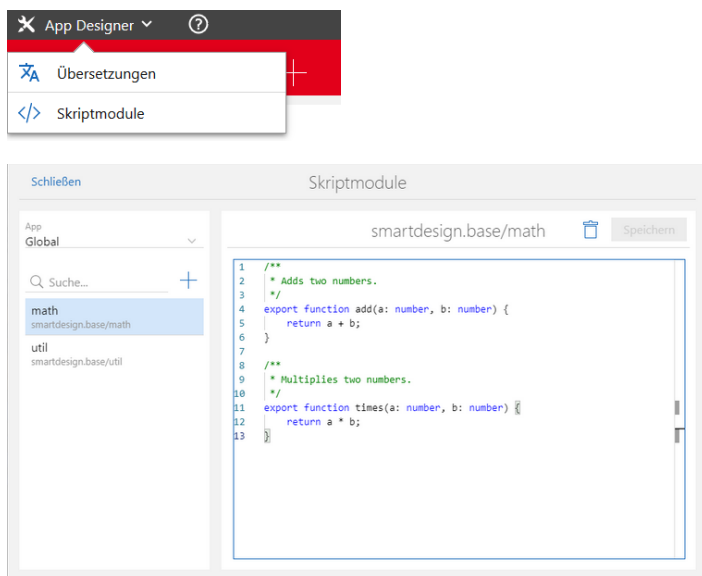 App Designer
Übersetzungen
Skriptmodule
Schließen
Skriptmodule
App
Global
Suche...
math
smartdesign.base/math
util
smartdesign.base/util
smartdesign.base/math
Speichern
1 /**
2  * Adds two numbers.
3  */
4 export function add(a: number, b: number) {
5     return a + b;
6 }
7
8 /**
9  * Multiplies two numbers.
10  */
11 export function times(a: number, b: number) {
12     return a * b;
13 }